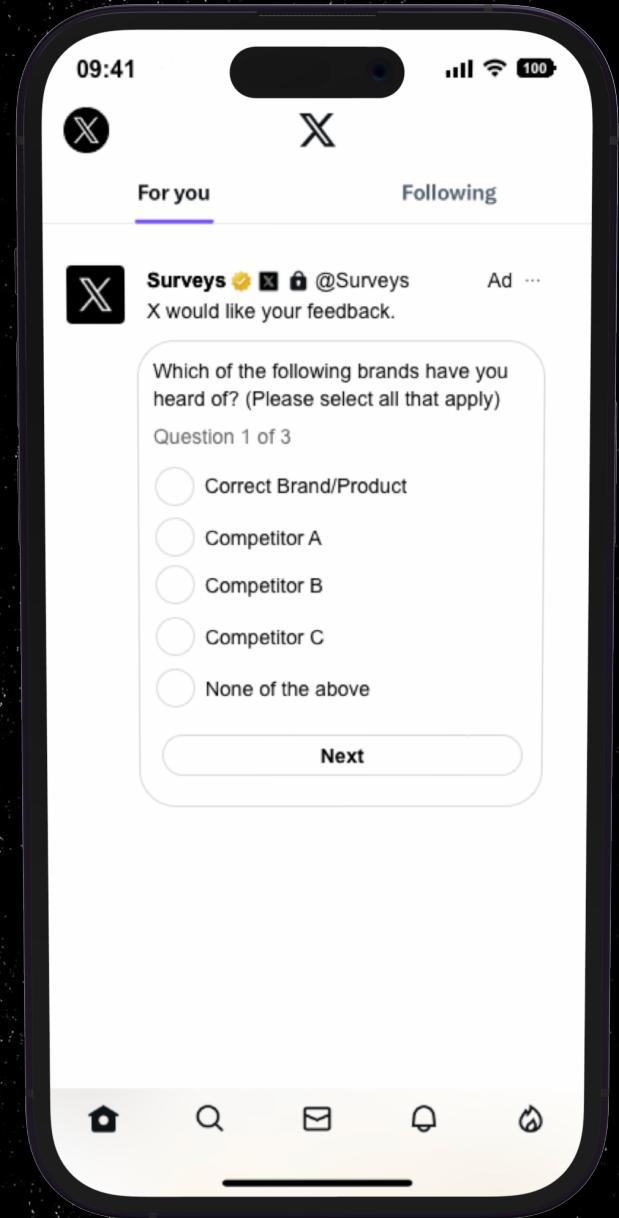 09:41
100
For you
Following
Surveys @Surveys
Ad
X would like your feedback.
Which of the following brands have you
heard of? (Please select all that apply)
Question 1 of 3
Correct Brand/Product
Competitor A
Competitor B
Competitor C
None of the above
Next